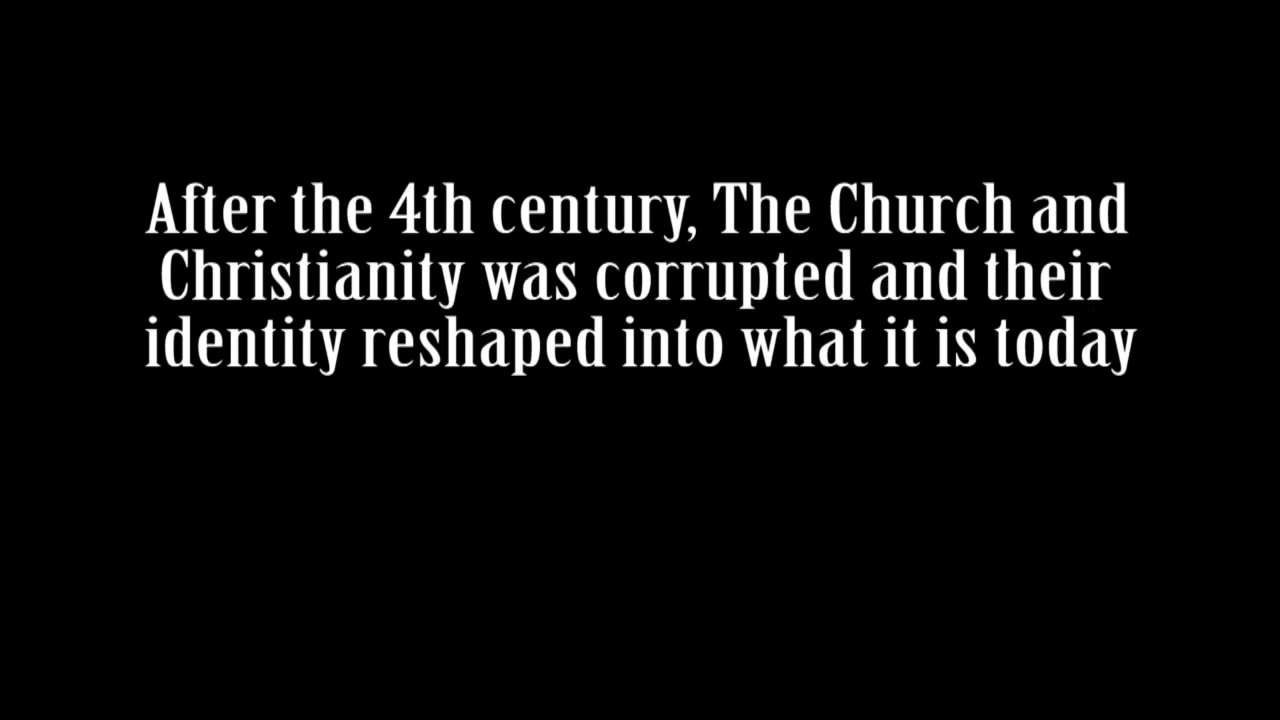 After the 4th century, The Church and
Christianity was corrupted and their
identity reshaped into what it is today